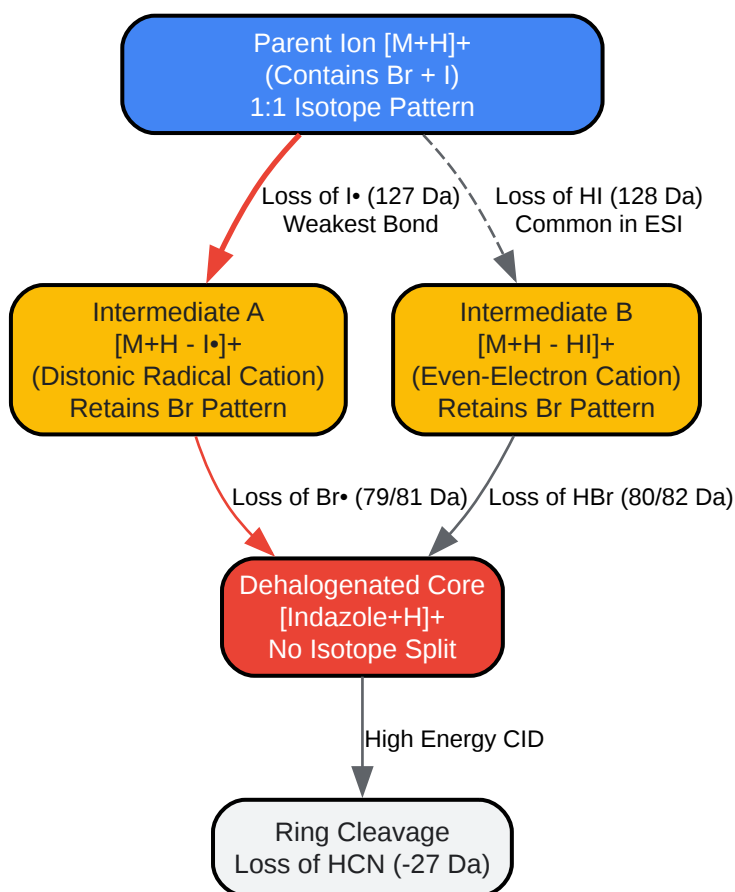 Parent Ion [M+H]+
(Contains Br + I)
1:1 Isotope Pattern
Loss of I• (127 Da)
Weakest Bond
Loss of HI (128 Da)
Common in ESI
Intermediate A
[M+H - I•]+
(Distonic Radical Cation)
Retains Br Pattern
Intermediate B
[M+H - HI]+
(Even-Electron Cation)
Retains Br Pattern
Loss of Br• (79/81 Da)
Loss of HBr (80/82 Da)
Dehalogenated Core
[Indazole+H]+
No Isotope Split
High Energy CID
Ring Cleavage
Loss of HCN (-27 Da)